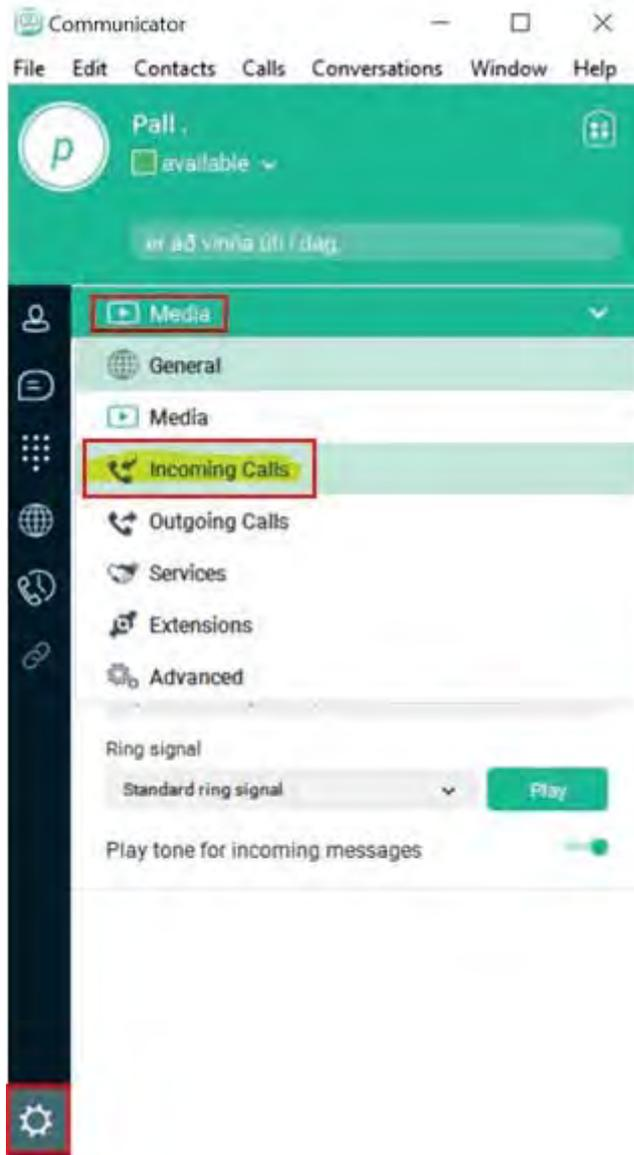 Communicator
File Edit Contacts Calls Conversations Window Help
p
Pall .
available
er að vinna úti í dag.
Media
General
Media
Incoming Calls
Outgoing Calls
Services
Extensions
Advanced
Ring signal
Standard ring signal
Play
Play tone for incoming messages